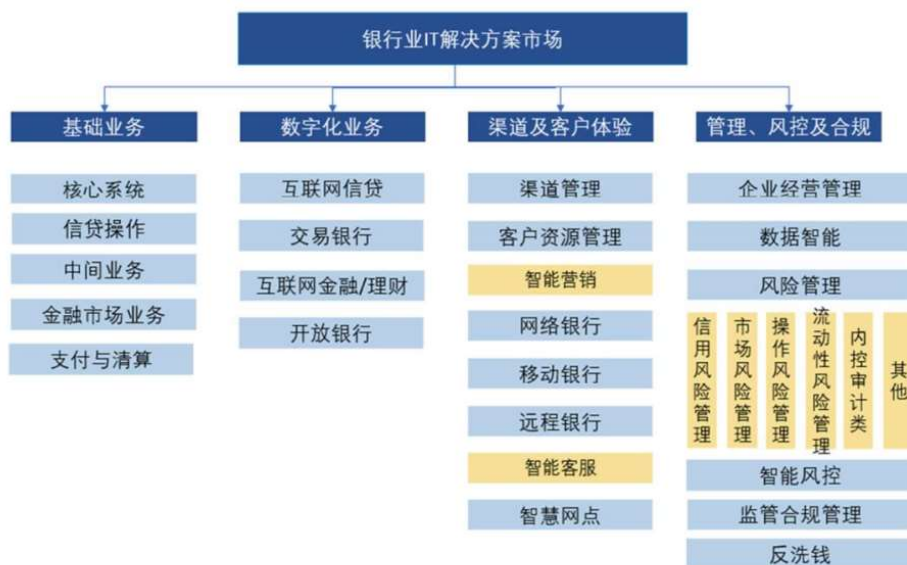 银行业IT解决方案市场
基础业务
核心系统
信贷操作
中间业务
金融市场业务
支付与清算
数字化业务
互联网信贷
交易银行
互联网金融/理财
开放银行
渠道及客户体验
渠道管理
客户资源管理
智能营销
网络银行
移动银行
远程银行
智能客服
智慧网点
管理、风控及合规
企业经营管理
数据智能
风险管理
信用风险管理
市场风险管理
操作风险管理
流动性风险管理
内控审计类
其他
智能风控
监管合规管理
反洗钱